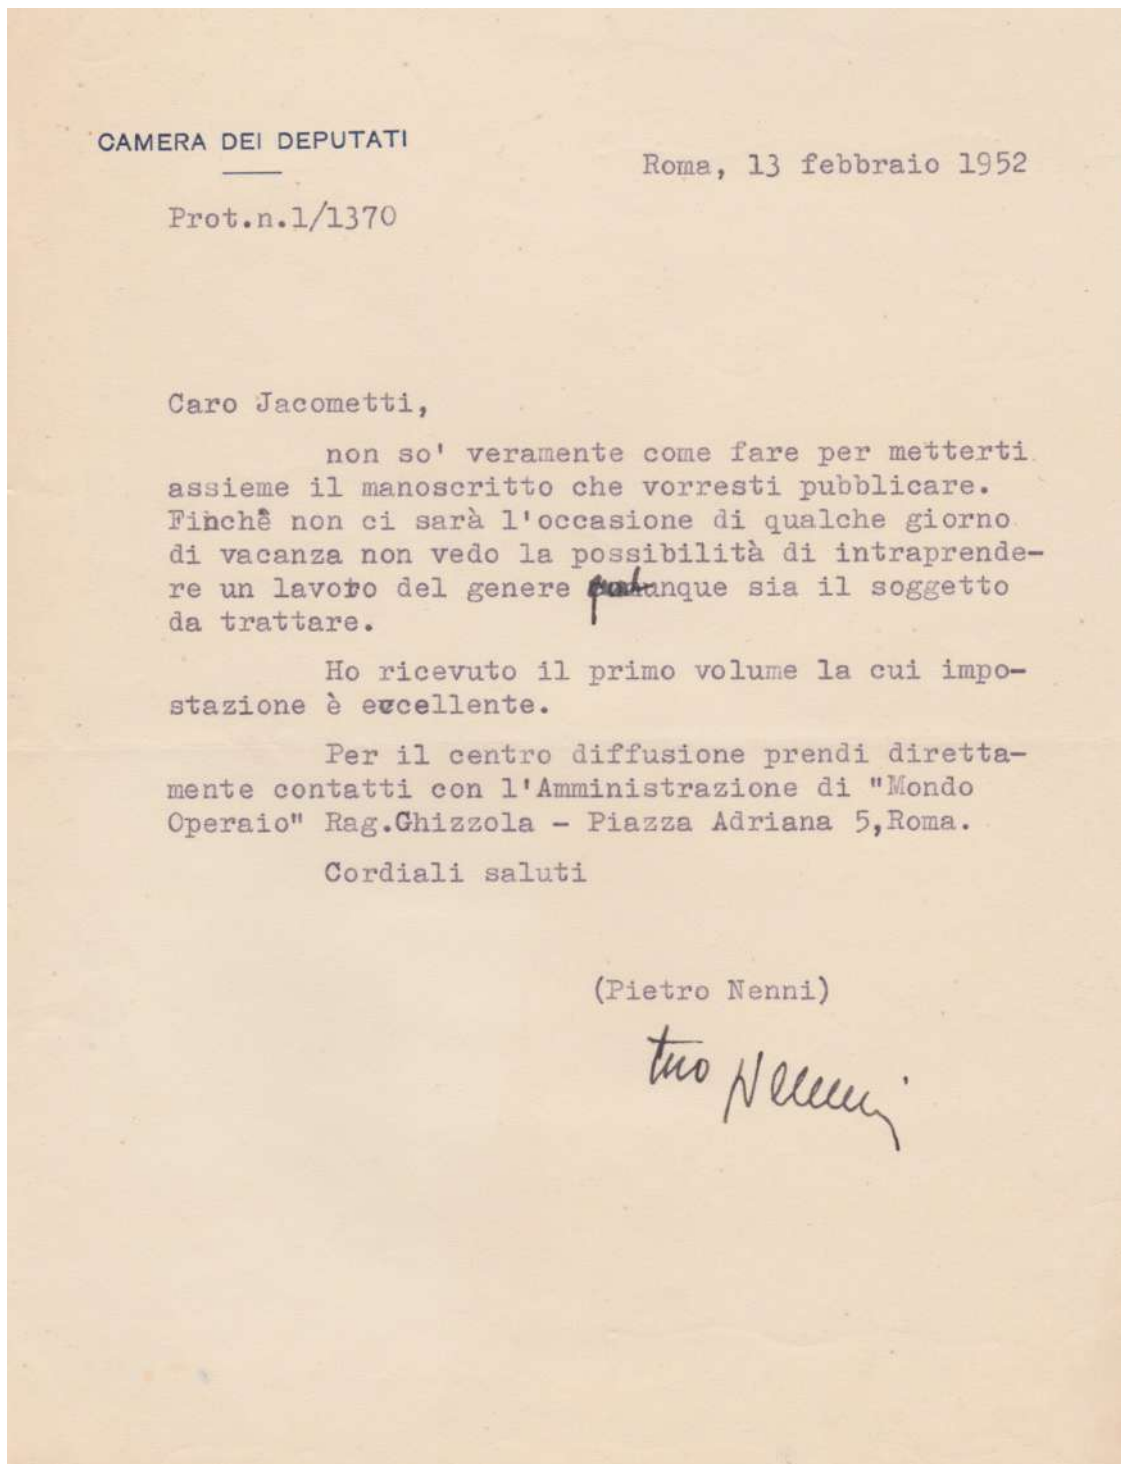 CAMERA DEI DEPUTATI
Roma, 13 febbraio 1952
Prot.n.1/1370
Caro Jacometti,
non so' veramente come fare per metterti
assieme il manoscritto che vorresti pubblicare.
Finchê non ci sarà l'occasione di qualche giorno
di vacanza non vedo la possibilità di intraprende-
re un lavoro del genere qualunque sia il soggetto
da trattare.
Ho ricevuto il primo volume la cui impo-
stazione è eccellente.
Per il centro diffusione prendi diretta-
mente contatti con l'Amministrazione di "Mondo
Operaio" Rag.Ghizzola - Piazza Adriana 5,Roma.
Cordiali saluti
(Pietro Nenni)
tuo Nenni